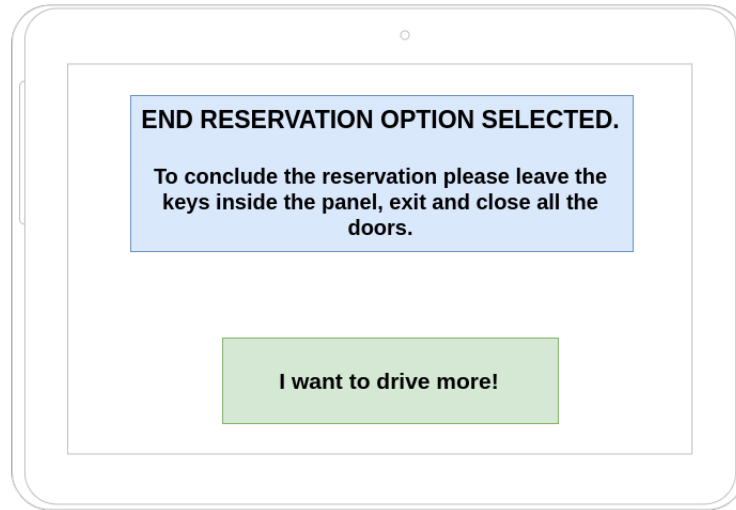 END RESERVATION OPTION SELECTED.
To conclude the reservation please leave the
keys inside the panel, exit and close all the
doors.
I want to drive more!